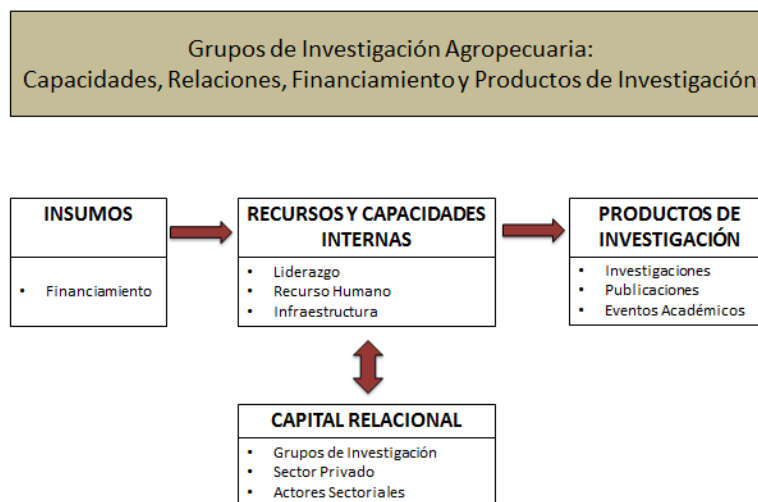 Grupos de Investigación Agropecuaria:
Capacidades, Relaciones, Financiamiento y Productos de Investigación
INSUMOS
• Financiamiento
RECURSOS Y CAPACIDADES
INTERNAS
• Liderazgo
• Recurso Humano
• Infraestructura
PRODUCTOS DE
INVESTIGACIÓN
• Investigaciones
• Publicaciones
• Eventos Académicos
CAPITAL RELACIONAL
• Grupos de Investigación
• Sector Privado
• Actores Sectoriales